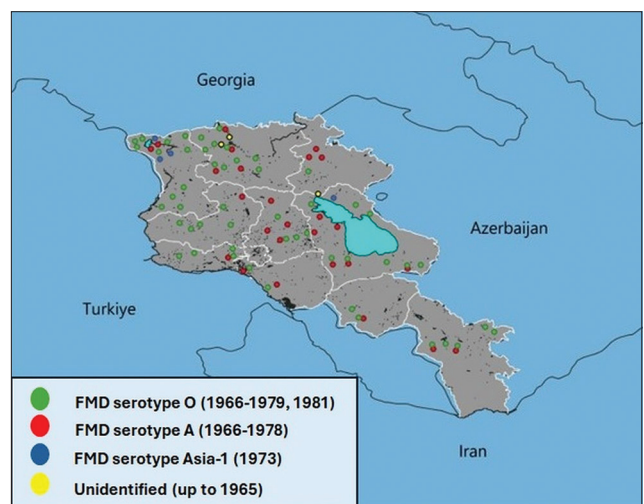 Georgia
Azerbaijan
Turkiye
Iran
FMD serotype O (1966-1979, 1981)
FMD serotype A (1966-1978)
FMD serotype Asia-1 (1973)
Unidentified (up to 1965)